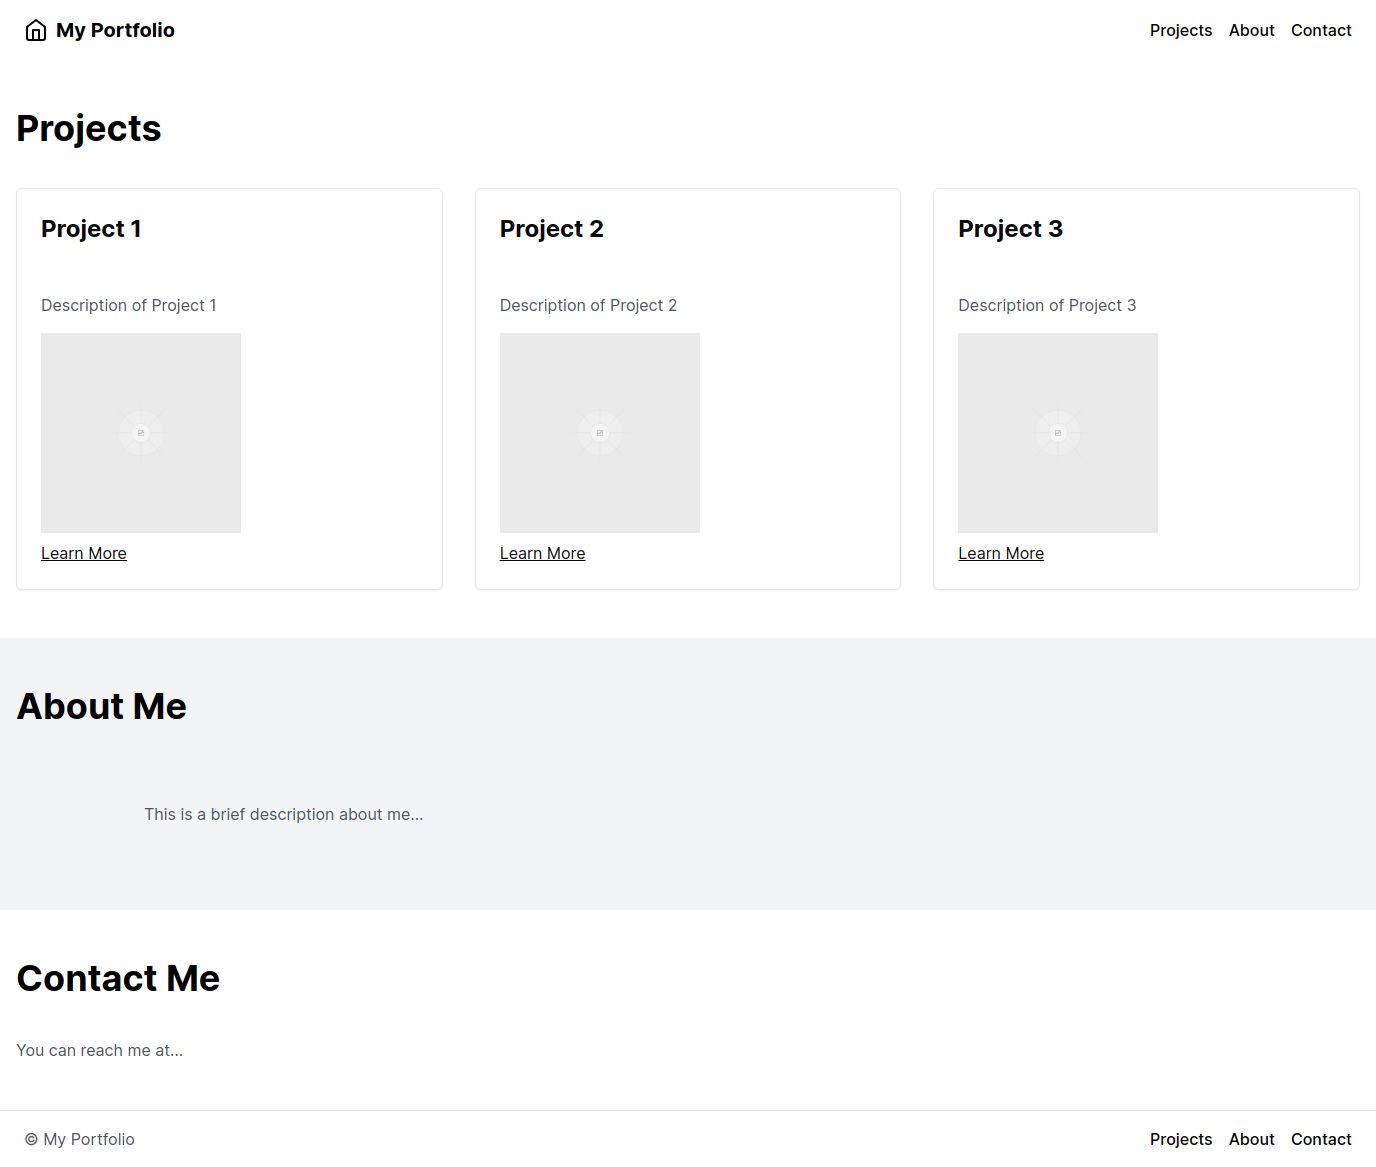 My Portfolio
Projects About Contact
Projects
Project 1
Description of Project 1
Learn More
Project 2
Description of Project 2
Learn More
Project 3
Description of Project 3
Learn More
About Me
This is a brief description about me...
Contact Me
You can reach me at...
© My Portfolio
Projects About Contact